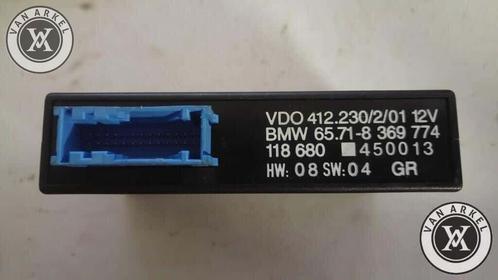 VAN ARKEL
VDO 412.230/2/01 12V
BMW 65.71-8 369 774
118 680 450013
HW: 08 SW: 04 GR
VAN ARKEL